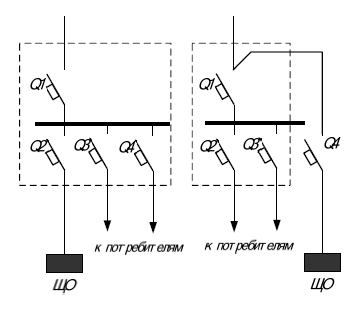 Q1 Q1
Q2 Q3 Q4 Q2 Q3 Q4
к потребителям к потребителям
ЩО ЩО